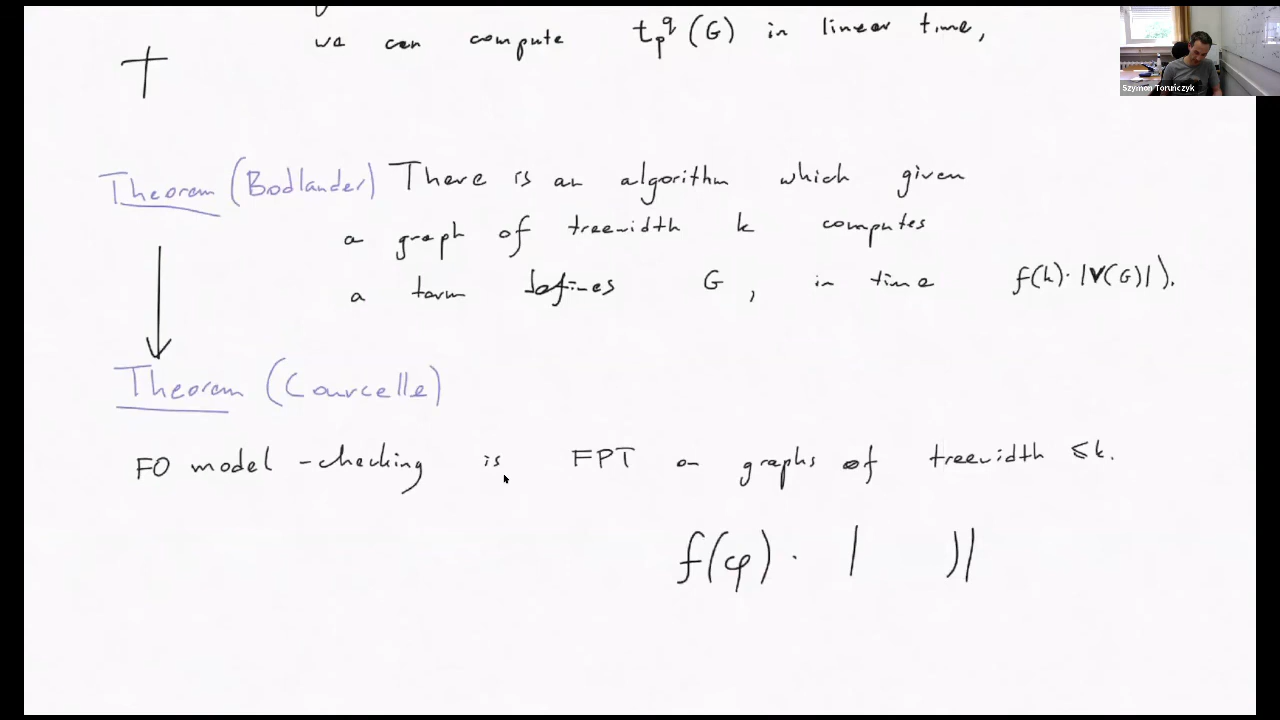 we can compute tp^q(G) in linear time,
Szymon Toruńczyk
Theorem (Bodlander) There is an algorithm which given
a graph of treewidth k computes
a term defines G, in time f(k)·|V(G)|).
Theorem (Courcelle)
FO model-checking is FPT on graphs of treewidth ≤k.
f(φ)·| )|